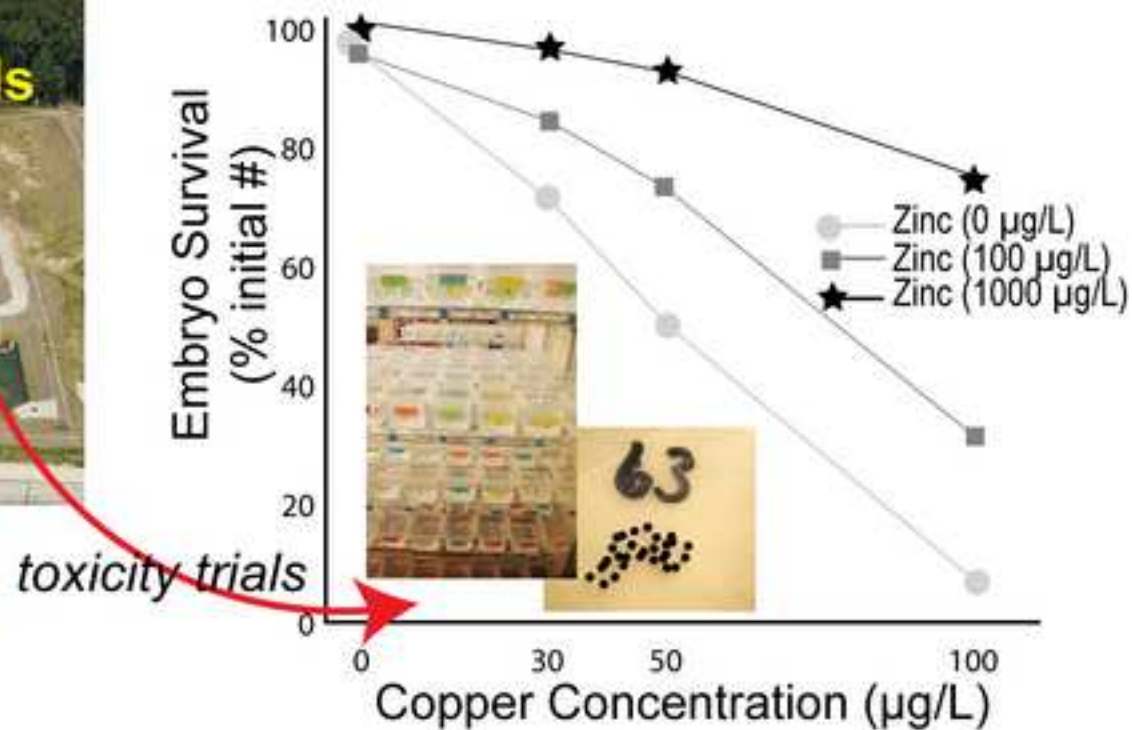 ls
Embryo Survival
(% initial #)
100
80
60
40
20
0
Zinc (0 µg/L)
Zinc (100 µg/L)
Zinc (1000 µg/L)
63
toxicity trials
0 30 50 100
Copper Concentration (µg/L)